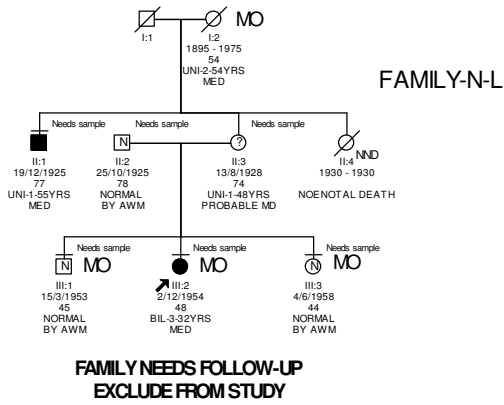 MO
I:1
I:2
1895 - 1975
54
UNI-2-54YRS
MED
FAMILY-N-L
Needs sample
Needs sample
Needs sample
N
?
NND
II:1
19/12/1925
77
UNI-1-55YRS
MED
II:2
25/10/1925
78
NORMAL
BY AWM
II:3
13/8/1928
74
UNI-1-48YRS
PROBABLE MD
II:4
1930 - 1930
NOENOTAL DEATH
Needs sample
Needs sample
Needs sample
N
MO
MO
N
MO
III:1
15/3/1953
45
NORMAL
BY AWM
III:2
2/12/1954
48
BIL-3-32YRS
MED
III:3
4/6/1958
44
NORMAL
BY AWM
FAMILY NEEDS FOLLOW-UP
EXCLUDE FROM STUDY